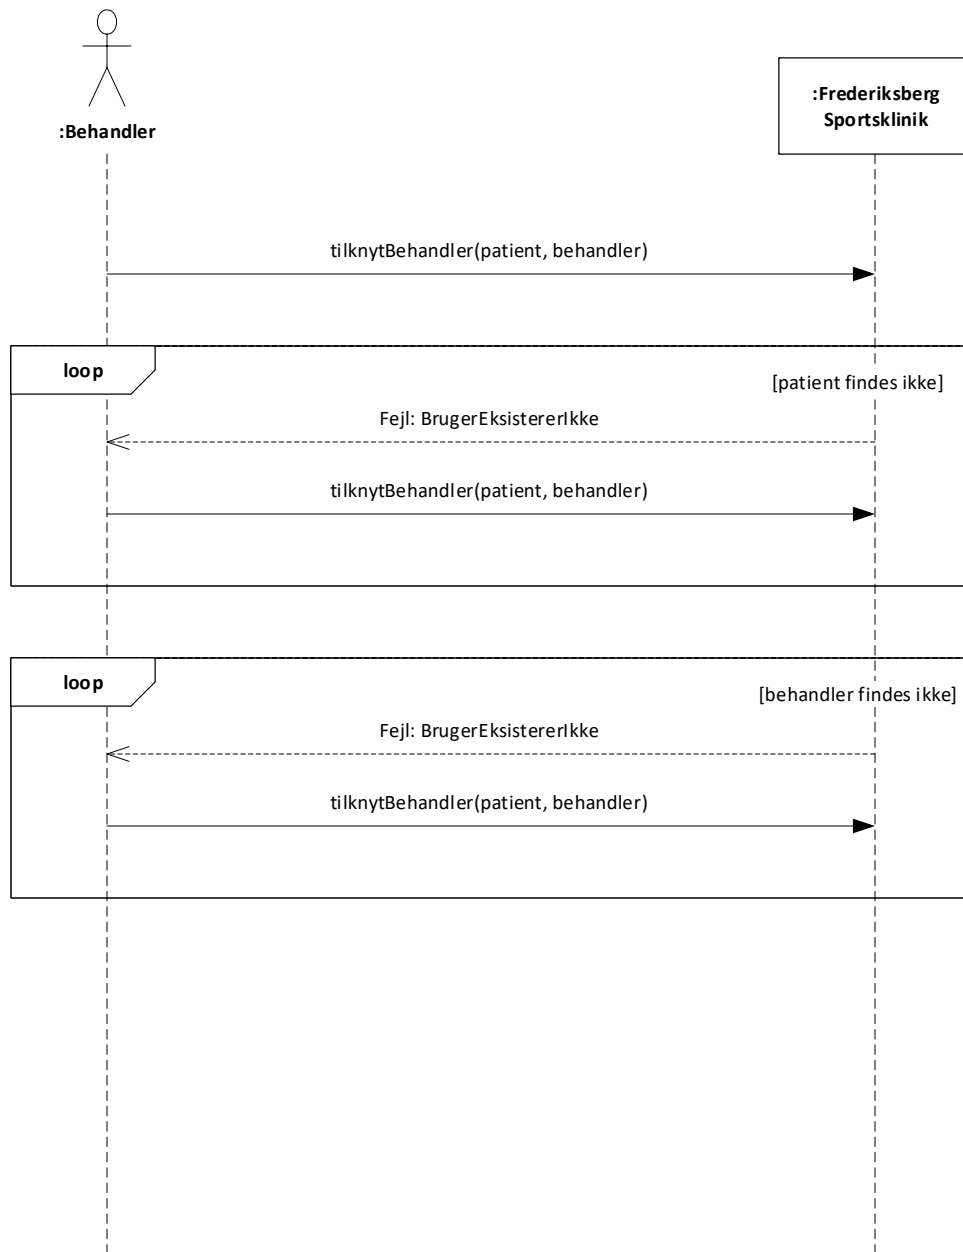 :Behandler
:Frederiksberg
Sportsklinik
tilknytBehandler(patient, behandler)
loop
[patient findes ikke]
Fejl: BrugerEksistererIkke
tilknytBehandler(patient, behandler)
loop
[behandler findes ikke]
Fejl: BrugerEksistererIkke
tilknytBehandler(patient, behandler)